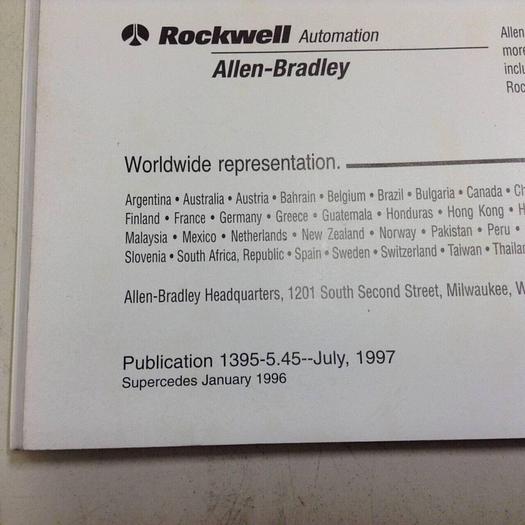 Rockwell Automation
Allen-Bradley
Allen
more
inclu
Roc
Worldwide representation.
Argentina • Australia • Austria • Bahrain • Belgium • Brazil • Bulgaria • Canada • Ch
Finland • France • Germany • Greece • Guatemala • Honduras • Hong Kong • H
Malaysia • Mexico • Netherlands • New Zealand • Norway • Pakistan • Peru •
Slovenia • South Africa, Republic • Spain • Sweden • Switzerland • Taiwan • Thailan
Allen-Bradley Headquarters, 1201 South Second Street, Milwaukee, W
Publication 1395-5.45--July, 1997
Supercedes January 1996